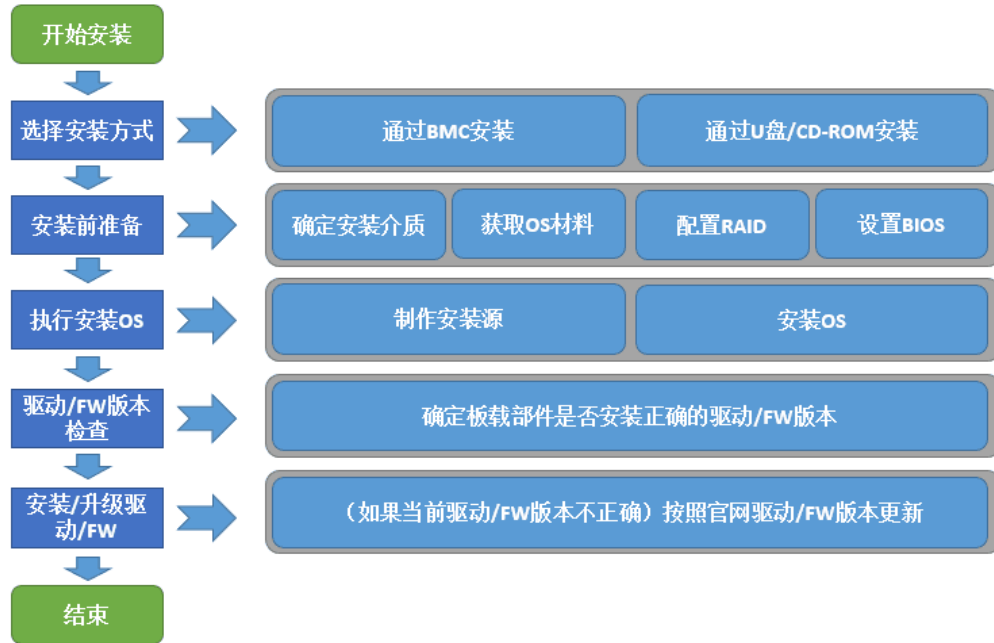 开始安装
选择安装方式
通过BMC安装
通过U盘/CD-ROM安装
安装前准备
确定安装介质
获取OS材料
配置RAID
设置BIOS
执行安装OS
制作安装源
安装OS
驱动/FW版本
检查
确定板载部件是否安装正确的驱动/FW版本
安装/升级驱
动/FW
（如果当前驱动/FW版本不正确）按照官网驱动/FW版本更新
结束